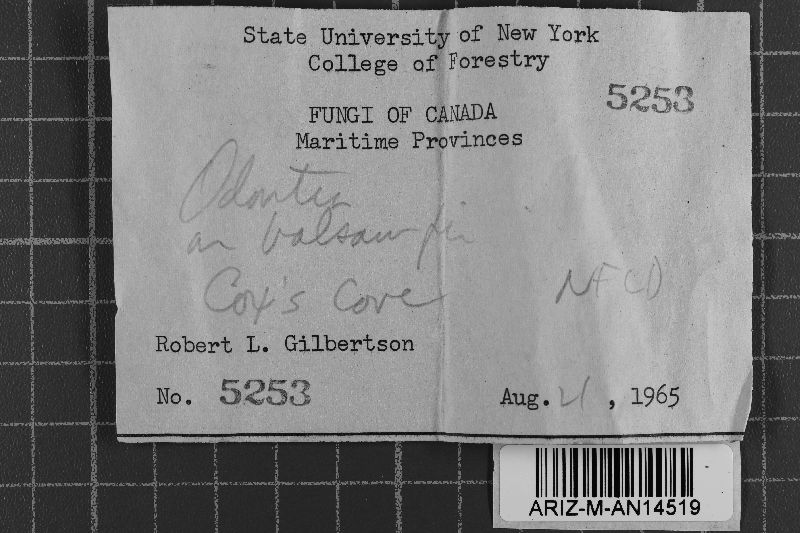 State University of New York
College of Forestry
5253
FUNGI OF CANADA
Maritime Provinces
Odontia
on balsam fir
Cox's Cove
NFLD
Robert L. Gilbertson
No. 5253
Aug. 21, 1965
ARIZ-M-AN14519